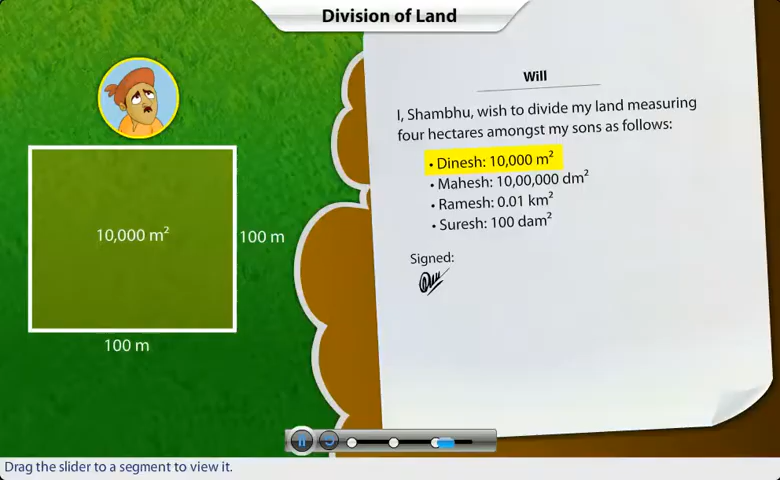 Division of Land
Will
I, Shambhu, wish to divide my land measuring
four hectares amongst my sons as follows:
• Dinesh: 10,000 m²
• Mahesh: 10,00,000 dm²
• Ramesh: 0.01 km²
• Suresh: 100 dam²
Signed:
10,000 m²
100 m
100 m
Drag the slider to a segment to view it.